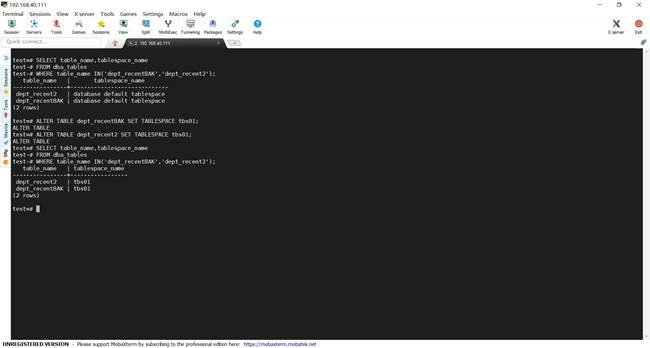 192.168.40.111
Terminal Sessions View X server Tools Games Settings Macros Help
Session Servers Tools Games Sessions View Split MultiExec Tunneling Packages Settings Help X server Exit
Quick connect...
2. 192.168.40.111
Sessions
Tools
Macros
Sftp
test=# SELECT table_name,tablespace_name
test-# FROM dba_tables
test-# WHERE table_name IN('dept_recentBAK','dept_recent2');
table_name | tablespace_name
---------------+----------------------------
dept_recent2 | database default tablespace
dept_recentBAK | database default tablespace
(2 rows)
test=# ALTER TABLE dept_recentBAK SET TABLESPACE tbs01;
ALTER TABLE
test=# ALTER TABLE dept_recent2 SET TABLESPACE tbs01;
ALTER TABLE
test=# SELECT table_name,tablespace_name
test-# FROM dba_tables
test-# WHERE table_name IN('dept_recentBAK','dept_recent2');
table_name | tablespace_name
---------------+-----------------
dept_recent2 | tbs01
dept_recentBAK | tbs01
(2 rows)
test=#
UNREGISTERED VERSION - Please support MobaXterm by subscribing to the professional edition here: https://mobaxterm.mobatek.net